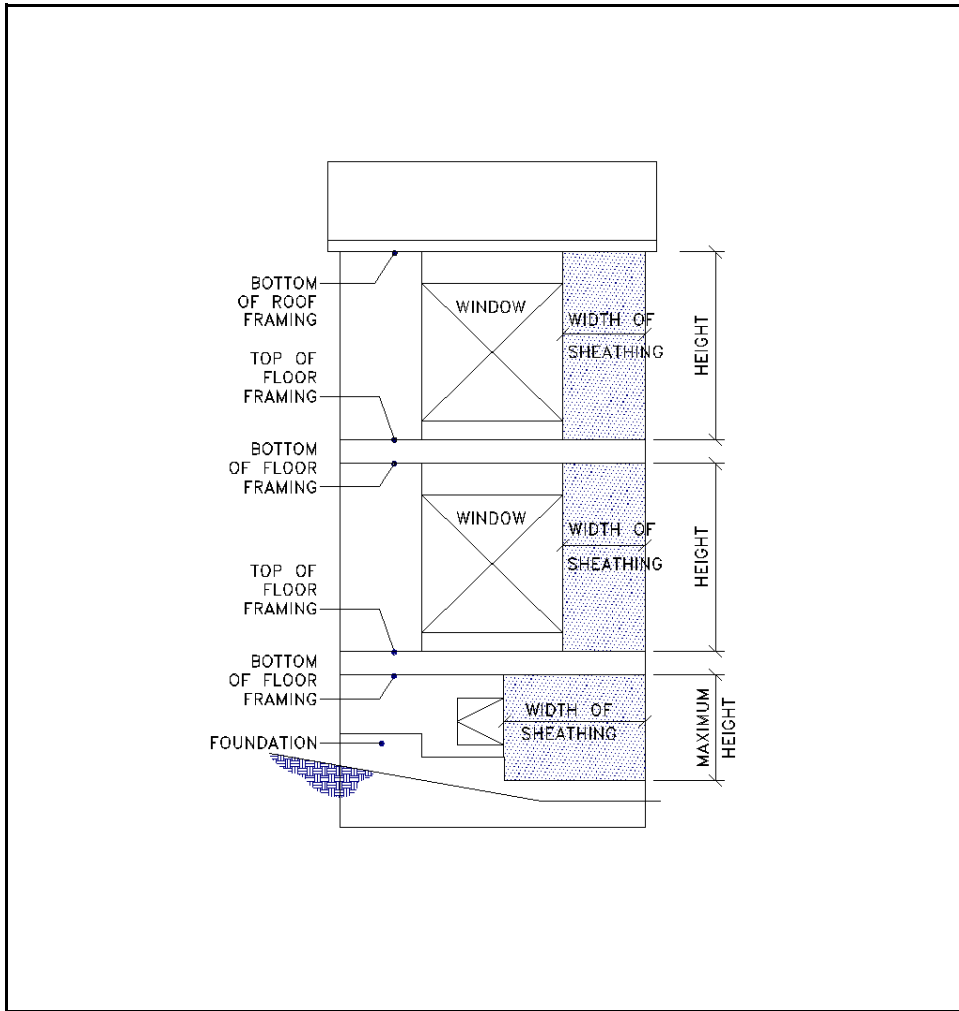 BOTTOM
OF ROOF
FRAMING
WINDOW
WIDTH OF
SHEATHING
HEIGHT
TOP OF
FLOOR
FRAMING
BOTTOM
OF FLOOR
FRAMING
WINDOW
WIDTH OF
SHEATHING
HEIGHT
TOP OF
FLOOR
FRAMING
BOTTOM
OF FLOOR
FRAMING
WIDTH OF
SHEATHING
MAXIMUM
HEIGHT
FOUNDATION